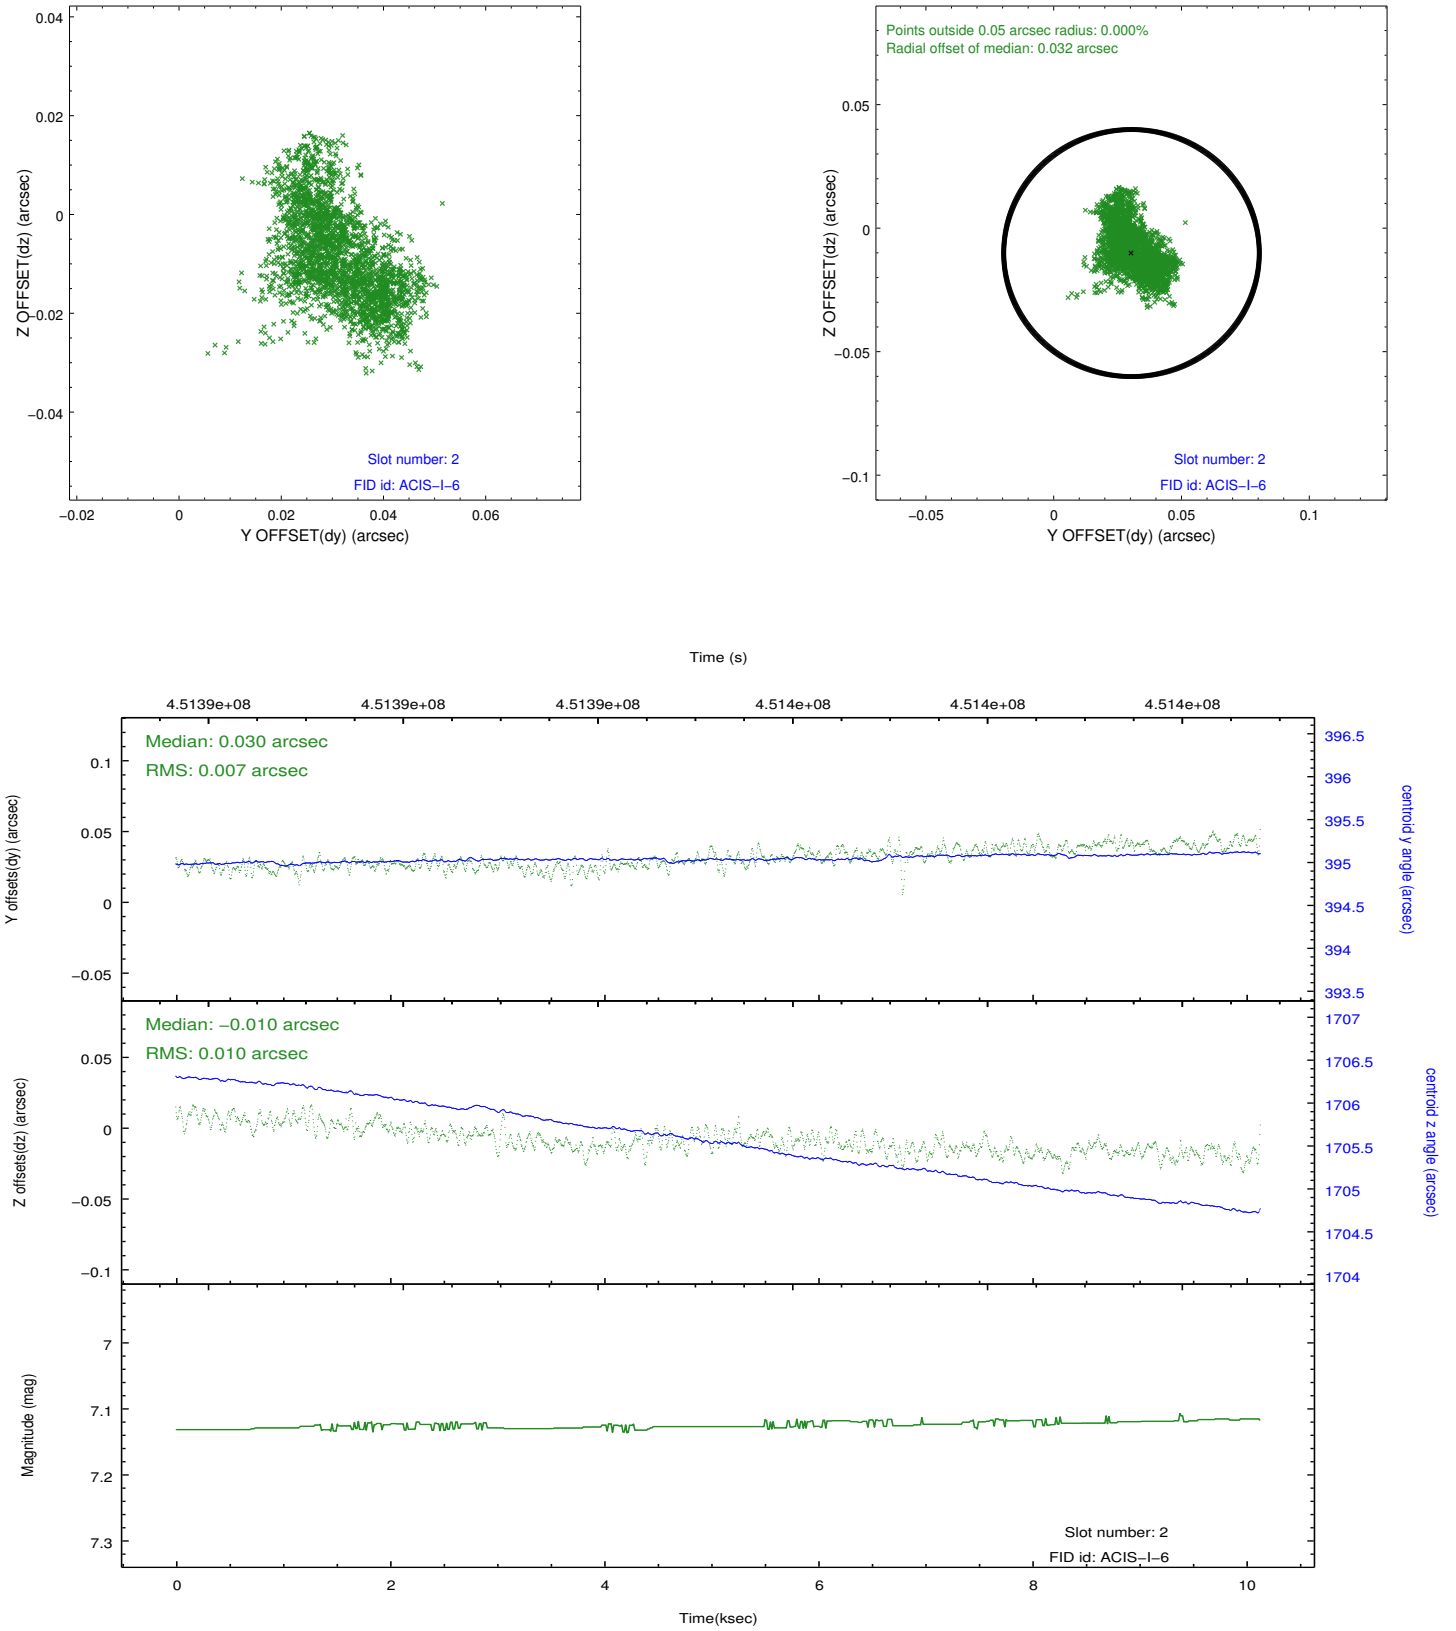 0.04
0.02
0
−0.02
−0.04
Z OFFSET(dz) (arcsec)
Slot number: 2
FID id: ACIS−I−6
−0.02
0
0.02
0.04
0.06
Y OFFSET(dy) (arcsec)
Points outside 0.05 arcsec radius: 0.000%
Radial offset of median: 0.032 arcsec
0.05
0
−0.05
−0.1
Z OFFSET(dz) (arcsec)
Slot number: 2
FID id: ACIS−I−6
−0.05
0
0.05
0.1
Y OFFSET(dy) (arcsec)
Time (s)
4.5139e+08
4.5139e+08
4.5139e+08
4.514e+08
4.514e+08
4.514e+08
Median: 0.030 arcsec
RMS: 0.007 arcsec
0.1
0.05
0
−0.05
Y offsets(dy) (arcsec)
396.5
396
395.5
395
394.5
394
393.5
centroid y angle (arcsec)
Median: −0.010 arcsec
RMS: 0.010 arcsec
0.05
0
−0.05
−0.1
Z offsets(dz) (arcsec)
1707
1706.5
1706
1705.5
1705
1704.5
1704
centroid z angle (arcsec)
7
7.1
7.2
7.3
Magnitude (mag)
Slot number: 2
FID id: ACIS−I−6
0
2
4
6
8
10
Time(ksec)